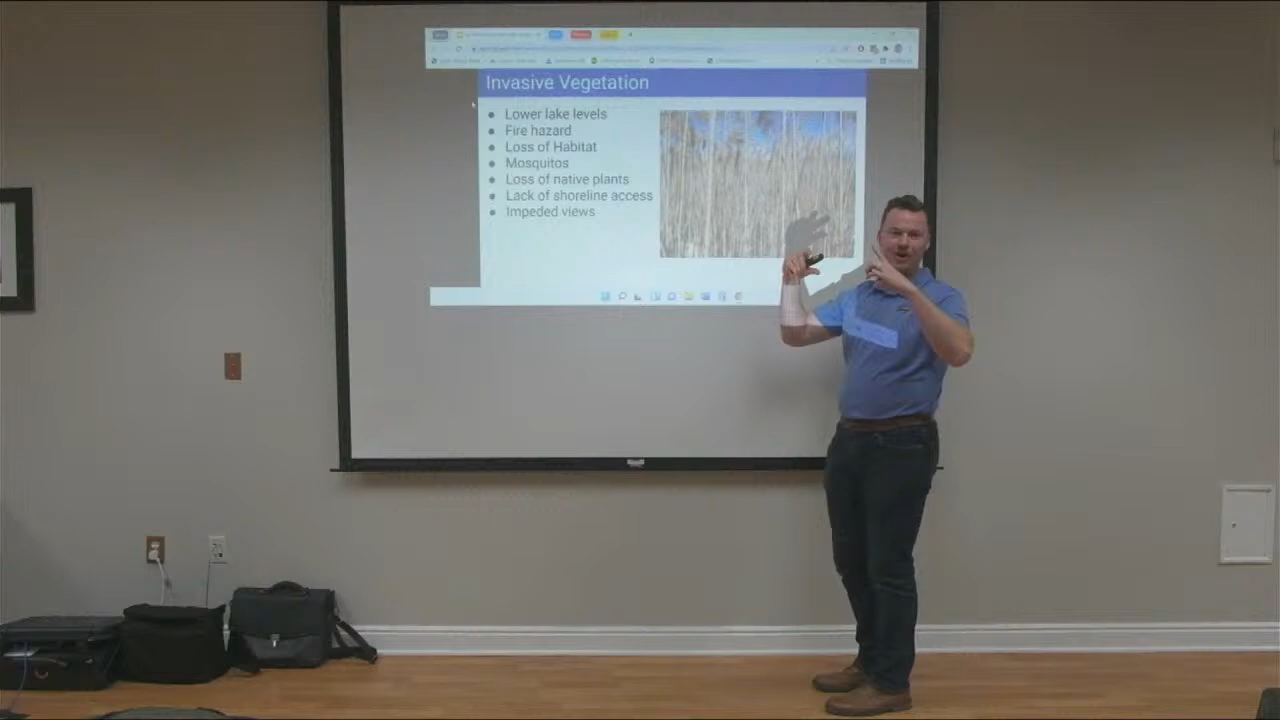 Invasive Vegetation
● Lower lake levels
● Fire hazard
● Loss of Habitat
● Mosquitos
● Loss of native plants
● Lack of shoreline access
● Impeded views